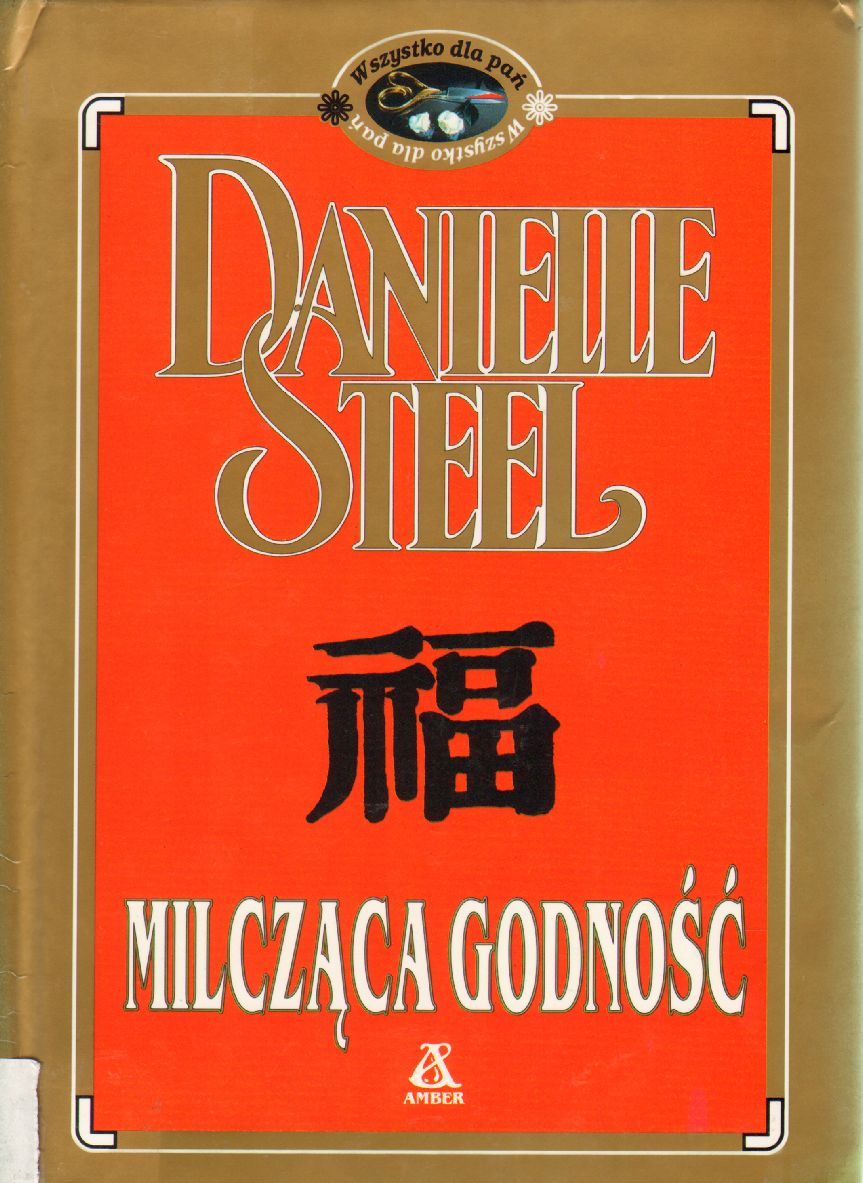 Wszystko dla pań
Wszystko dla pań
DANIELLE
STEEL
福
MILCZĄCA GODNOŚĆ
A
AMBER